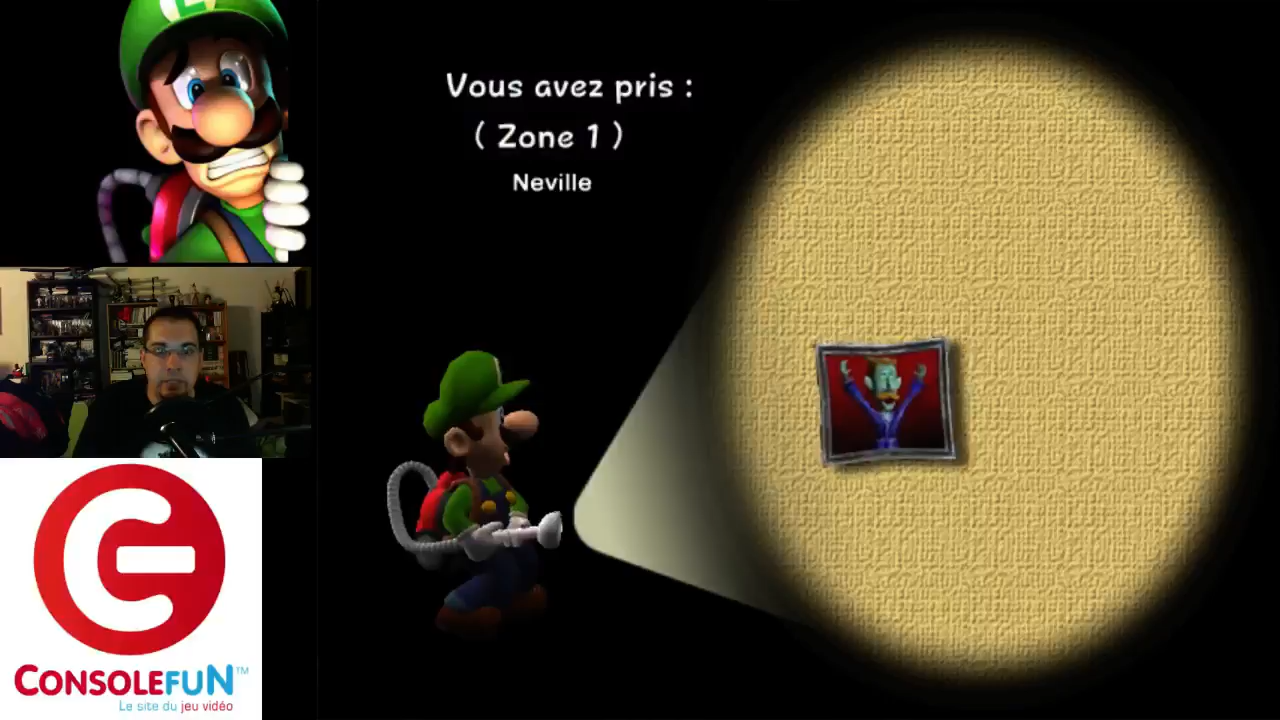 Vous avez pris :
( Zone 1 )
Neville
L
CONSOLEFUN™
Le site du jeu vidéo